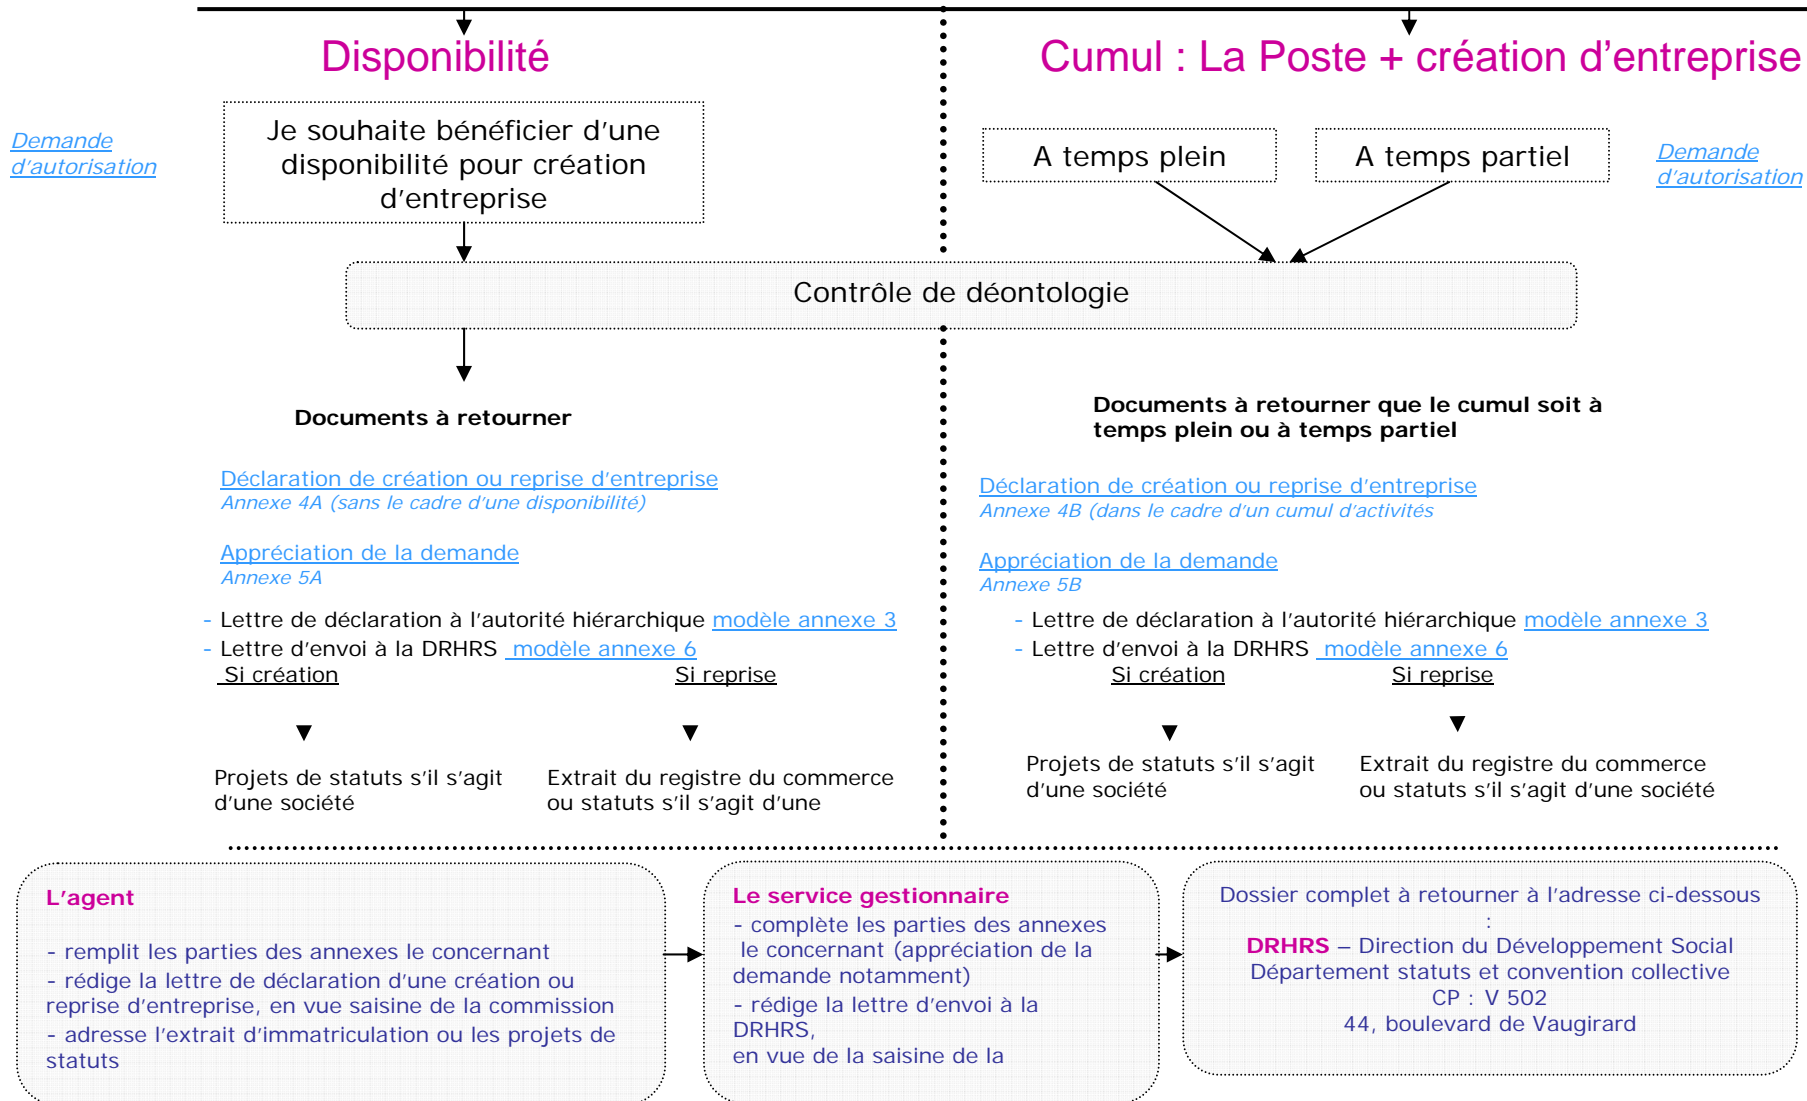 Disponibilité
Cumul : La Poste + création d'entreprise
Demande
d'autorisation
Je souhaite bénéficier d'une
disponibilité pour création
d'entreprise
A temps plein
A temps partiel
Demande
d'autorisation
Contrôle de déontologie
Documents à retourner
Déclaration de création ou reprise d'entreprise
Annexe 4A (sans le cadre d'une disponibilité)
Appréciation de la demande
Annexe 5A
- Lettre de déclaration à l'autorité hiérarchique modèle annexe 3
- Lettre d'envoi à la DRHRS  modèle annexe 6
Si création
Si reprise
Projets de statuts s'il s'agit
d'une société
Extrait du registre du commerce
ou statuts s'il s'agit d'une
Documents à retourner que le cumul soit à
temps plein ou à temps partiel
Déclaration de création ou reprise d'entreprise
Annexe 4B (dans le cadre d'un cumul d'activités
Appréciation de la demande
Annexe 5B
- Lettre de déclaration à l'autorité hiérarchique modèle annexe 3
- Lettre d'envoi à la DRHRS  modèle annexe 6
Si création
Si reprise
Projets de statuts s'il s'agit
d'une société
Extrait du registre du commerce
ou statuts s'il s'agit d'une société
L'agent
- remplit les parties des annexes le concernant
- rédige la lettre de déclaration d'une création ou
reprise d'entreprise, en vue saisine de la commission
- adresse l'extrait d'immatriculation ou les projets de
statuts
Le service gestionnaire
- complète les parties des annexes
le concernant (appréciation de la
demande notamment)
- rédige la lettre d'envoi à la
DRHRS,
en vue de la saisine de la
Dossier complet à retourner à l'adresse ci-dessous
:
DRHRS – Direction du Développement Social
Département statuts et convention collective
CP : V 502
44, boulevard de Vaugirard